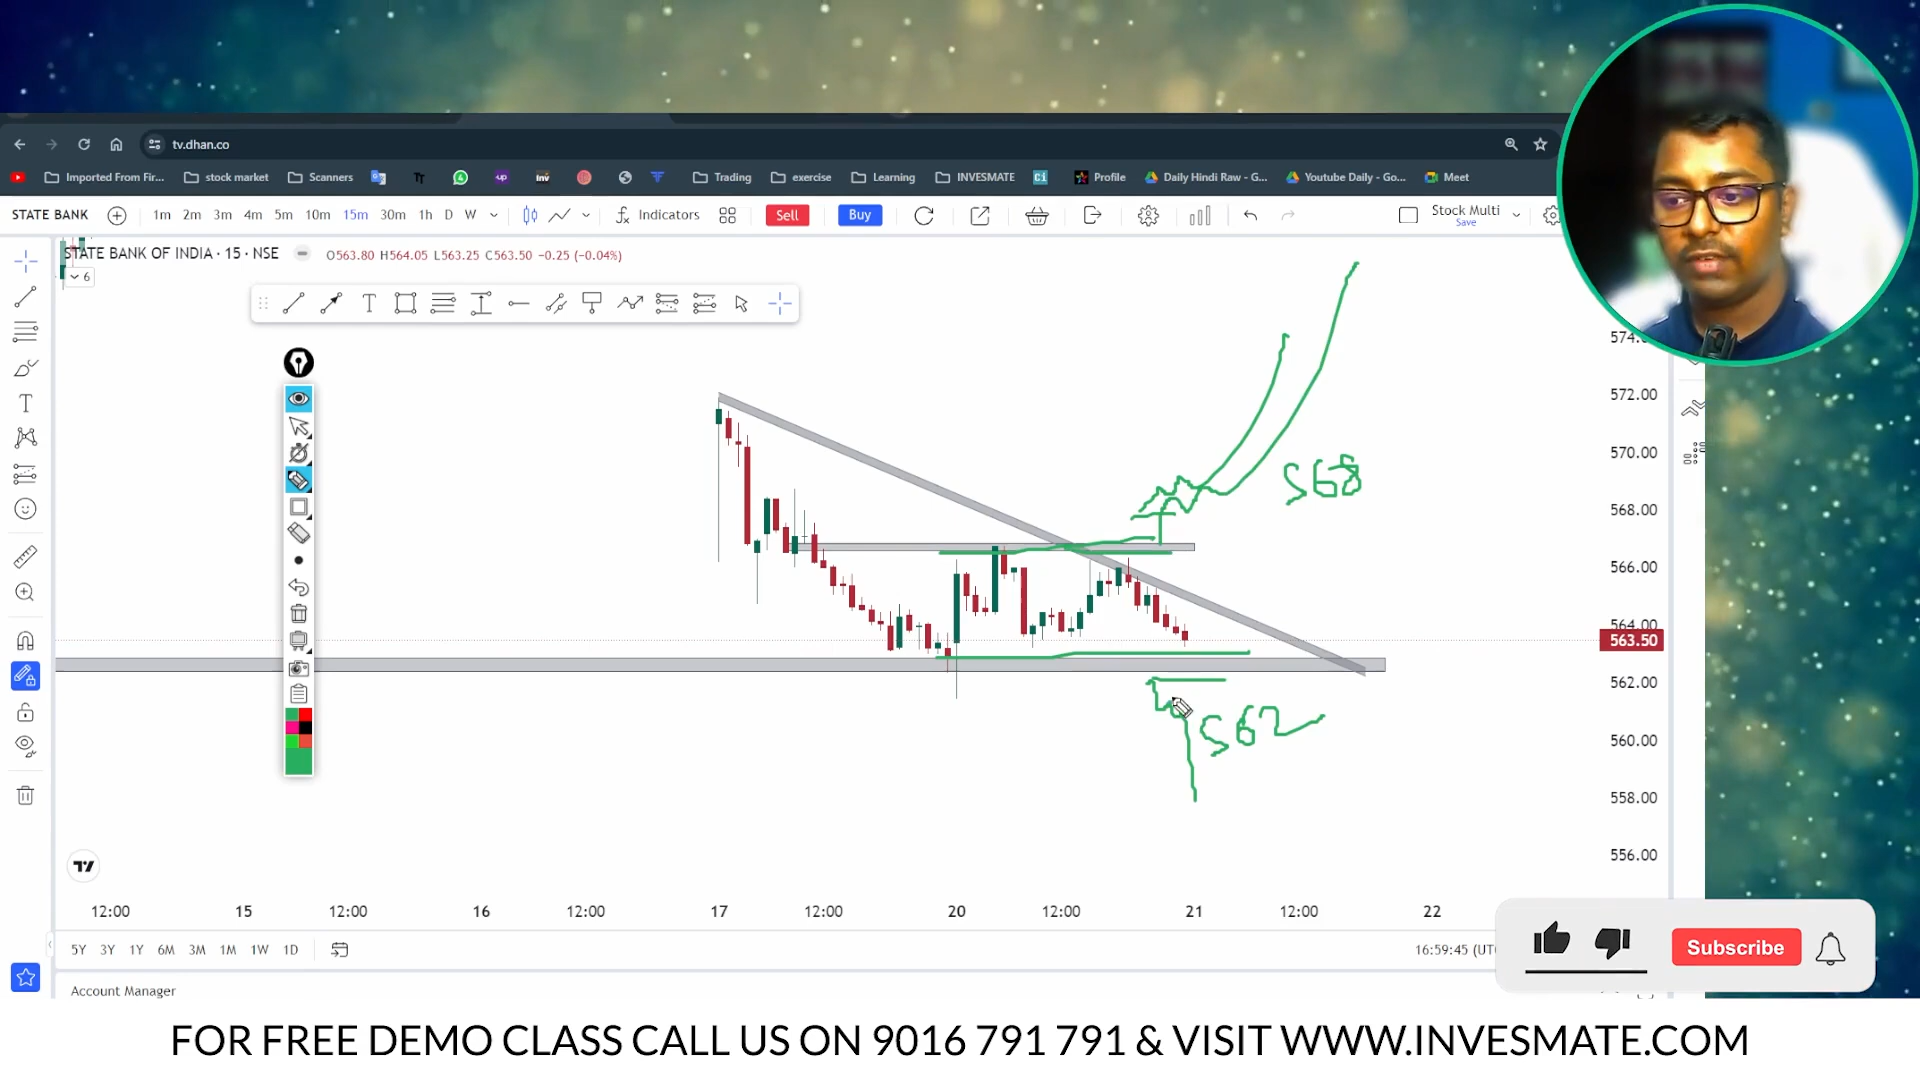 tv.dhan.co
Imported From Fir... stock market Scanners Trading exercise Learning INVESMATE Profile Daily Hindi Raw - G... Youtube Daily - Go... Meet
STATE BANK 1m 2m 3m 4m 5m 10m 15m 30m 1h D W Indicators Sell Buy Stock Multi
Save
STATE BANK OF INDIA · 15 · NSE O563.80 H564.05 L563.25 C563.50 −0.25 (−0.04%)
6
572.00
570.00
568
568.00
566.00
564.00
563.50
562.00
562
560.00
558.00
556.00
12:00 15 12:00 16 12:00 17 12:00 20 12:00 21 12:00 22
5Y 3Y 1Y 6M 3M 1M 1W 1D 16:59:45 (UT
Subscribe
Account Manager
FOR FREE DEMO CLASS CALL US ON 9016 791 791 & VISIT WWW.INVESMATE.COM